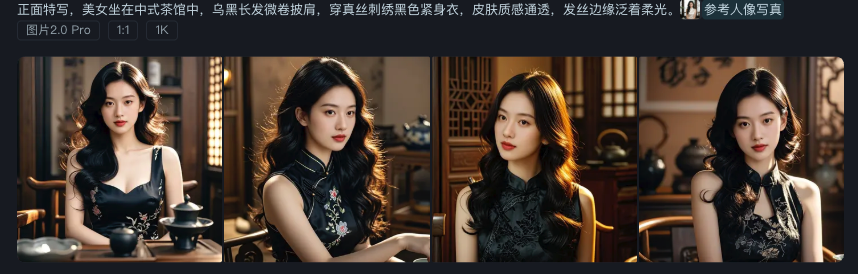 正面特写，美女坐在中式茶馆中，乌黑长发微卷披肩，穿真丝刺绣黑色紧身衣，皮肤质感通透，发丝边缘泛着柔光。 参考人像写真
图片2.0 Pro 1:1 1K